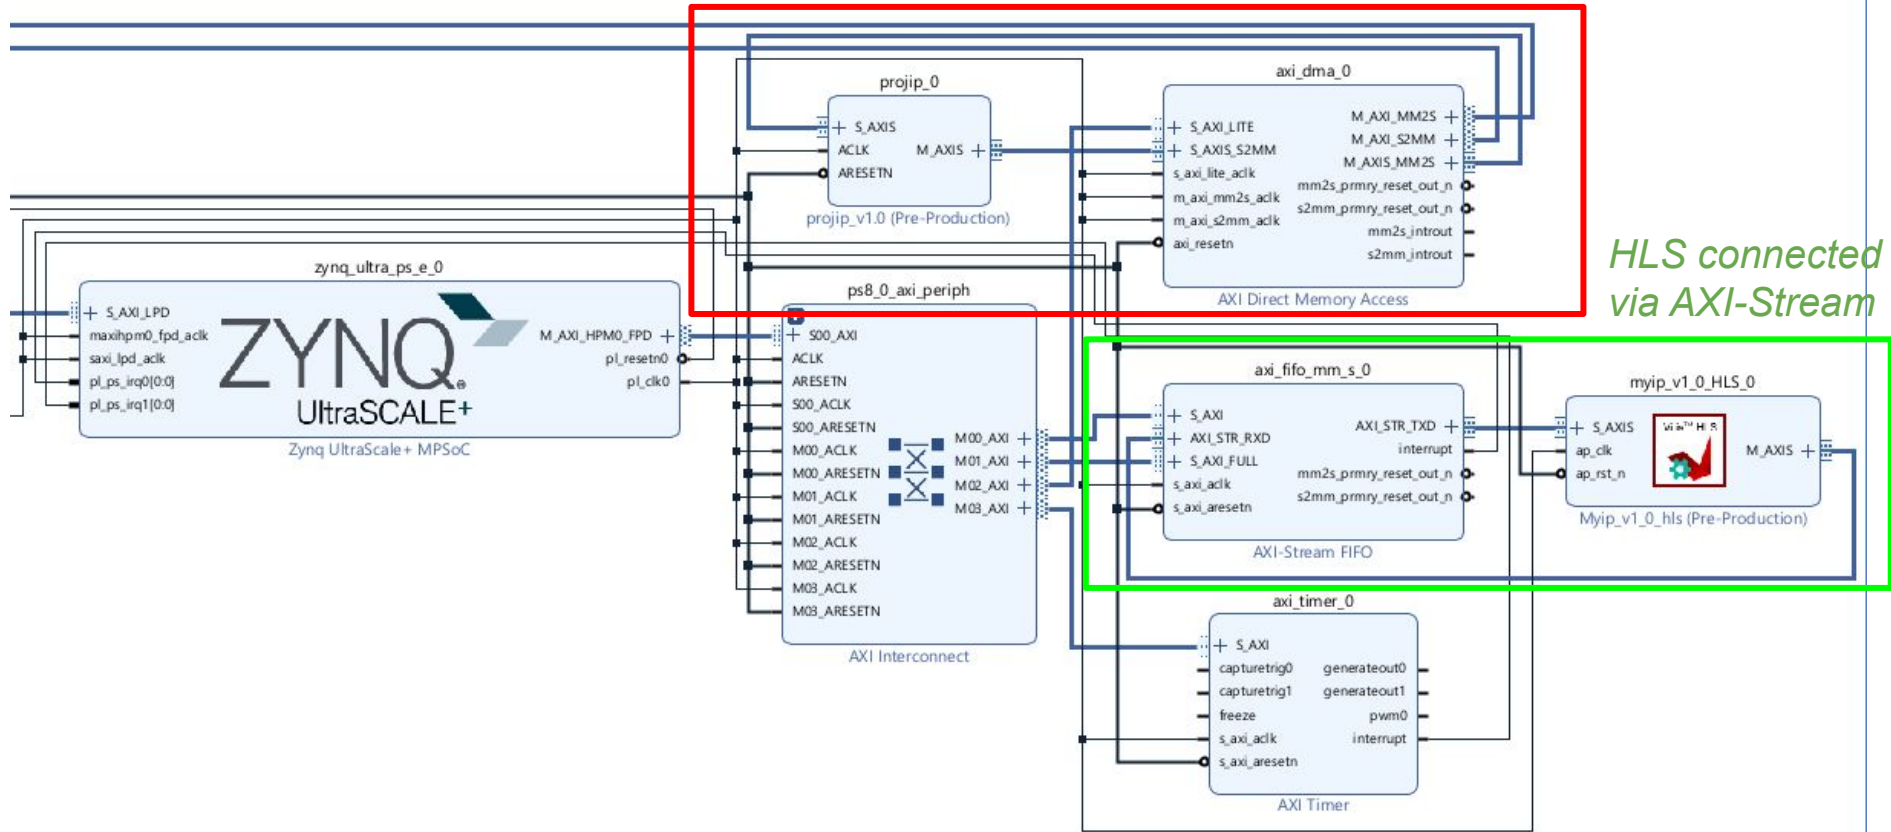 projip_0
S_AXIS
ACLK
M_AXIS
ARESETN
projip_v1.0 (Pre-Production)
axi_dma_0
S_AXI_LITE
S_AXIS_S2MM
s_axi_lite_aclk
m_axi_mm2s_aclk
m_axi_s2mm_aclk
axi_resetn
M_AXI_MM2S
M_AXI_S2MM
M_AXIS_MM2S
mm2s_prmry_reset_out_n
s2mm_prmry_reset_out_n
mm2s_introut
s2mm_introut
AXI Direct Memory Access
HLS connected
via AXI-Stream
zynq_ultra_ps_e_0
S_AXI_LPD
maxihpm0_fpd_aclk
saxi_lpd_aclk
pl_ps_irq0[0:0]
pl_ps_irq1[0:0]
ZYNQ
UltraSCALE+
M_AXI_HPM0_FPD
pl_resetn0
pl_clk0
Zynq UltraScale+ MPSoC
ps8_0_axi_periph
S00_AXI
ACLK
ARESETN
S00_ACLK
S00_ARESETN
M00_ACLK
M00_ARESETN
M01_ACLK
M01_ARESETN
M02_ACLK
M02_ARESETN
M03_ACLK
M03_ARESETN
M00_AXI
M01_AXI
M02_AXI
M03_AXI
AXI Interconnect
axi_fifo_mm_s_0
S_AXI
AXI_STR_RXD
S_AXI_FULL
s_axi_aclk
s_axi_aresetn
AXI_STR_TXD
interrupt
mm2s_prmry_reset_out_n
s2mm_prmry_reset_out_n
AXI-Stream FIFO
myip_v1_0_HLS_0
S_AXIS
ap_clk
ap_rst_n
Vitis™ HLS
M_AXIS
Myip_v1_0_hls (Pre-Production)
axi_timer_0
S_AXI
capturetrig0
capturetrig1
freeze
s_axi_aclk
s_axi_aresetn
generateout0
generateout1
pwm0
interrupt
AXI Timer